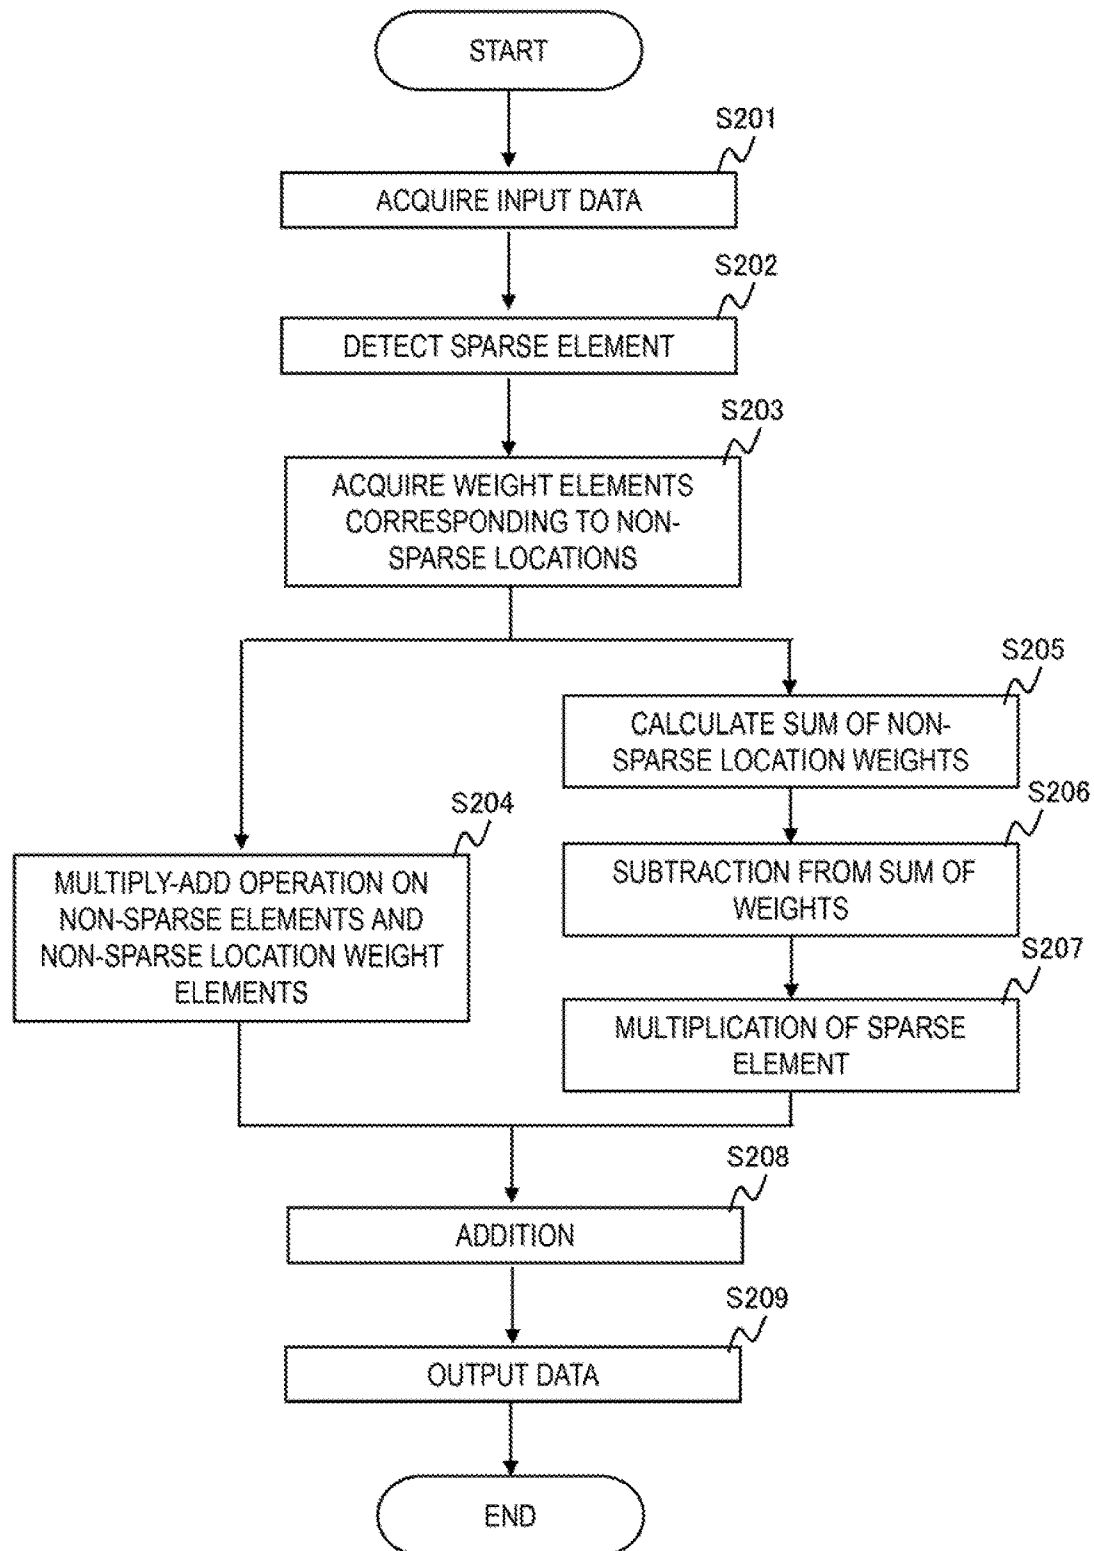 START
S201
ACQUIRE INPUT DATA
S202
DETECT SPARSE ELEMENT
S203
ACQUIRE WEIGHT ELEMENTS
CORRESPONDING TO NON-
SPARSE LOCATIONS
S204
MULTIPLY-ADD OPERATION ON
NON-SPARSE ELEMENTS AND
NON-SPARSE LOCATION WEIGHT
ELEMENTS
S205
CALCULATE SUM OF NON-
SPARSE LOCATION WEIGHTS
S206
SUBTRACTION FROM SUM OF
WEIGHTS
S207
MULTIPLICATION OF SPARSE
ELEMENT
S208
ADDITION
S209
OUTPUT DATA
END